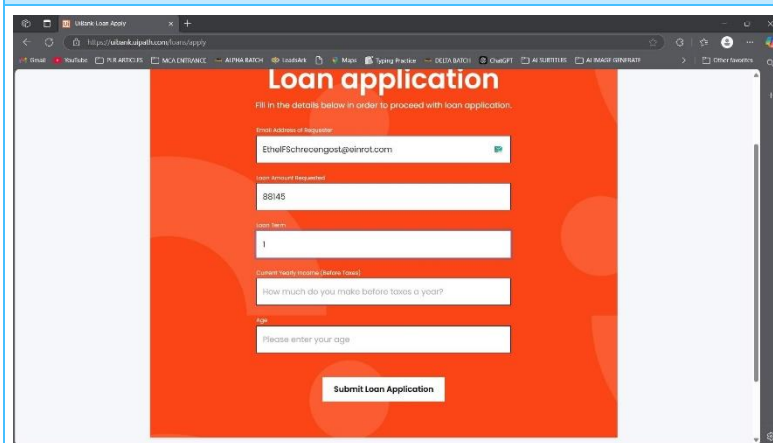 UiBank Loan Apply
https://uibank.uipath.com/loans/apply
Gmail YouTube PLR ARTICLES MCA ENTRANCE ALPHA BATCH LeadsArk Maps Typing Practice DELTA BATCH ChatGPT AI SUBTITLES AI IMAGE GENERATE Other favorites
Loan application
Fill in the details below in order to proceed with loan application.
Email Address of Requester
EthelFSchrecengost@einrot.com
Loan Amount Requested
88145
Loan Term
1
Current Yearly Income (Before Taxes)
How much do you make before taxes a year?
Age
Please enter your age
Submit Loan Application